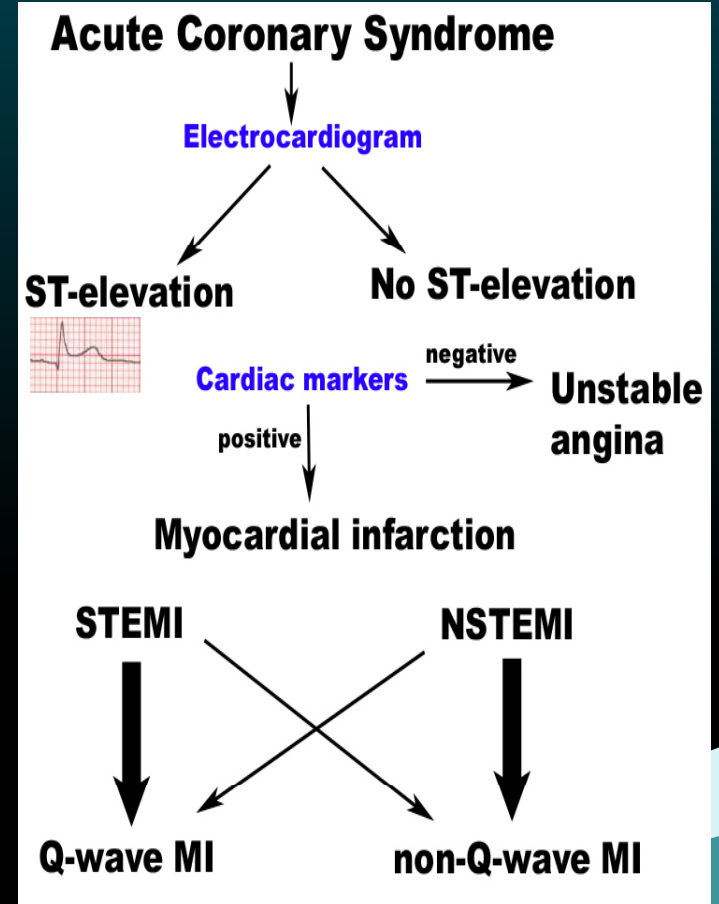 Acute Coronary Syndrome
Electrocardiogram
ST-elevation
No ST-elevation
Cardiac markers
negative
Unstable
angina
positive
Myocardial infarction
STEMI
NSTEMI
Q-wave MI
non-Q-wave MI